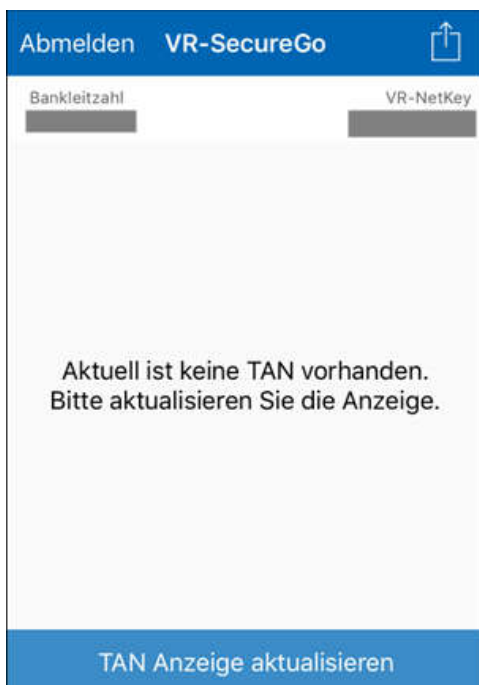 Abmelden VR-SecureGo
Bankleitzahl VR-NetKey
Aktuell ist keine TAN vorhanden.
Bitte aktualisieren Sie die Anzeige.
TAN Anzeige aktualisieren